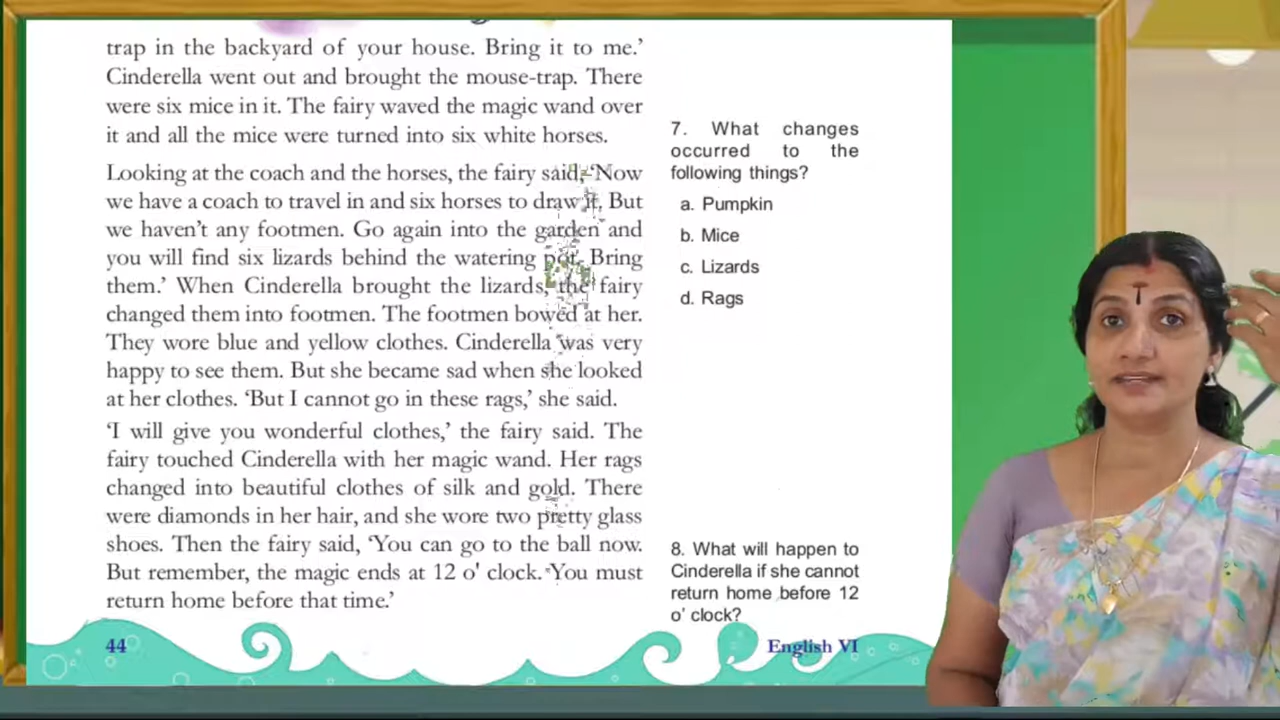 trap in the backyard of your house. Bring it to me.’
Cinderella went out and brought the mouse-trap. There
were six mice in it. The fairy waved the magic wand over
it and all the mice were turned into six white horses.
Looking at the coach and the horses, the fairy said, ‘Now
we have a coach to travel in and six horses to draw it. But
we haven’t any footmen. Go again into the garden and
you will find six lizards behind the watering pot. Bring
them.’ When Cinderella brought the lizards, the fairy
changed them into footmen. The footmen bowed at her.
They wore blue and yellow clothes. Cinderella was very
happy to see them. But she became sad when she looked
at her clothes. ‘But I cannot go in these rags,’ she said.
‘I will give you wonderful clothes,’ the fairy said. The
fairy touched Cinderella with her magic wand. Her rags
changed into beautiful clothes of silk and gold. There
were diamonds in her hair, and she wore two pretty glass
shoes. Then the fairy said, ‘You can go to the ball now.
But remember, the magic ends at 12 o' clock. You must
return home before that time.’
7. What changes
occurred to the
following things?
a. Pumpkin
b. Mice
c. Lizards
d. Rags
8. What will happen to
Cinderella if she cannot
return home before 12
o' clock?
44
English VI